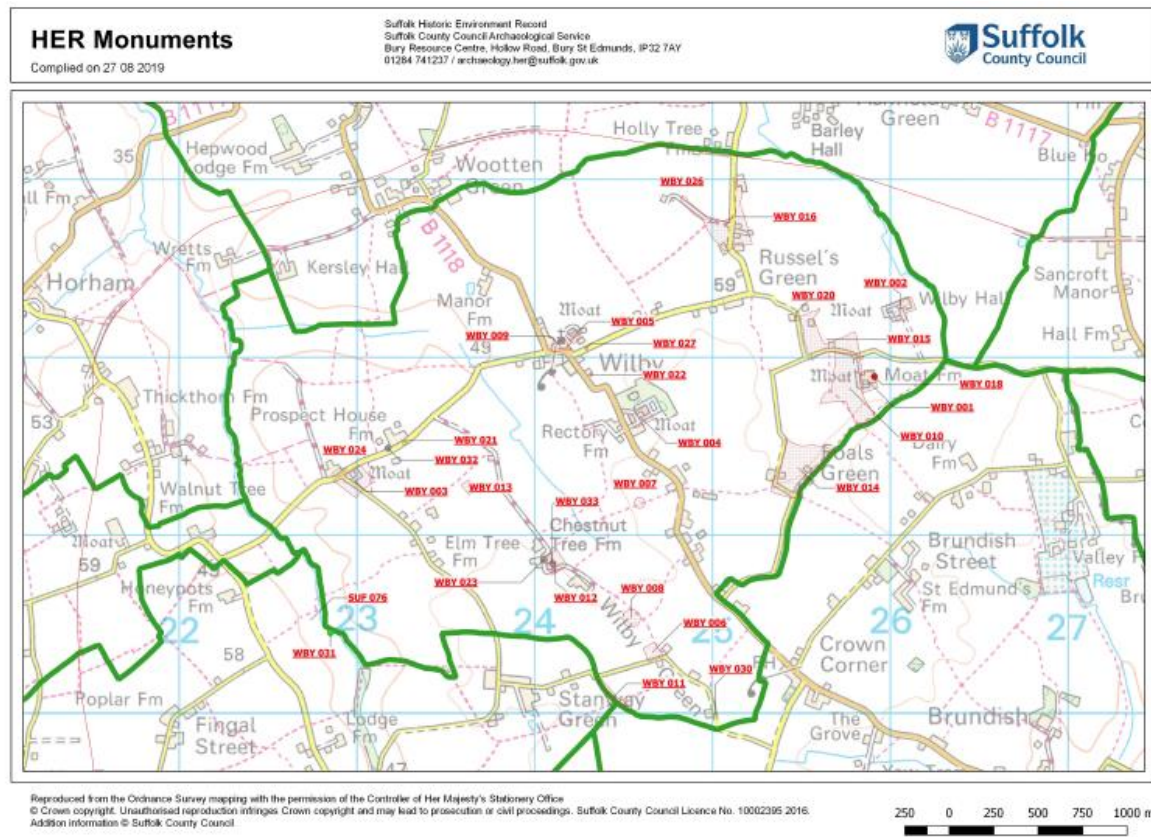 HER Monuments
Complied on 27 08 2019
Suffolk Historic Environment Record
Suffolk County Council Archaeological Service
Bury Resource Centre, Hollow Road, Bury St Edmunds, IP32 7AY
01284 741237 / archaeology.her@suffolk.gov.uk
Suffolk
County Council
B 1117
Green
B 1117
Holly Tree
Barley
Hall
35
Hepwood
Lodge Fm
Wootten
Green
Blue Ho
WBY 026
WBY 016
B 1118
Wretts
Fm
Kersley Hall
Russel's
Green
Horham
Sancroft
Manor
Manor
Fm
59
WBY 020
WBY 002
Moat
Wilby Hall
Moat
WBY 005
WBY 009
WBY 027
WBY 015
Hall Fm
49
Wilby
WBY 022
Moat
Moat Fm
WBY 018
Thickthorn Fm
53
Prospect House
Fm
WBY 021
Rectory
Fm
Moat
WBY 004
WBY 001
WBY 010
WBY 024
WBY 032
Moat
WBY 003
WBY 013
WBY 007
WBY 033
Foals
Green
Dairy
Fm
WBY 014
Walnut Tree
Fm
Moat
59
Elm Tree
Fm
Chestnut
Tree Fm
Brundish
Street
WBY 023
WBY 012
WBY 008
St Edmund's
Fm
Resr
Honeypots
Fm
SUF 076
22
23
24
25
26
27
Wilby
Green
WBY 006
WBY 031
58
WBY 030
WBY 011
Crown
Corner
Poplar Fm
Fingal
Street
Lodge
Fm
47
Stanway
Green
The
Grove
Brundish
Reproduced from the Ordnance Survey mapping with the permission of the Controller of Her Majesty's Stationery Office
© Crown copyright. Unauthorised reproduction infringes Crown copyright and may lead to prosecution or civil proceedings. Suffolk County Council Licence No. 10002395 2016.
Addition information © Suffolk County Council
250 0 250 500 750 1000 m